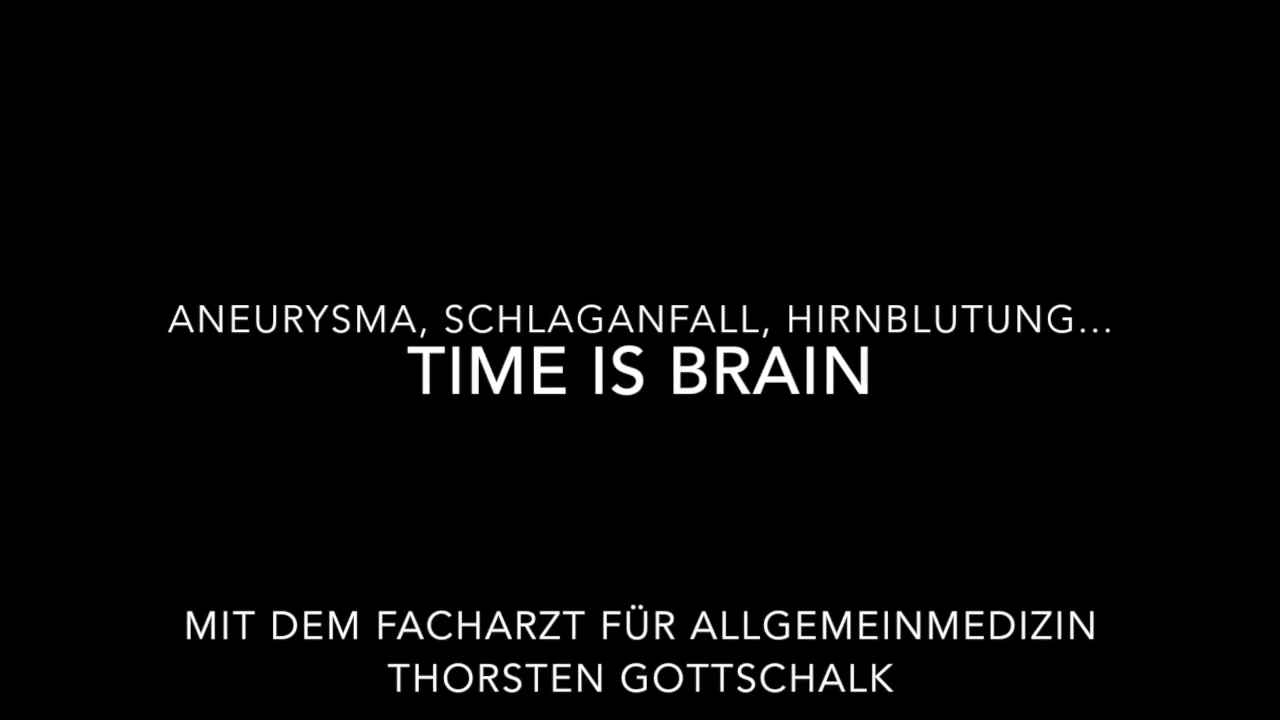 ANEURYSMA, SCHLAGANFALL, HIRNBLUTUNG...
TIME IS BRAIN
MIT DEM FACHARZT FÜR ALLGEMEINMEDIZIN
THORSTEN GOTTSCHALK